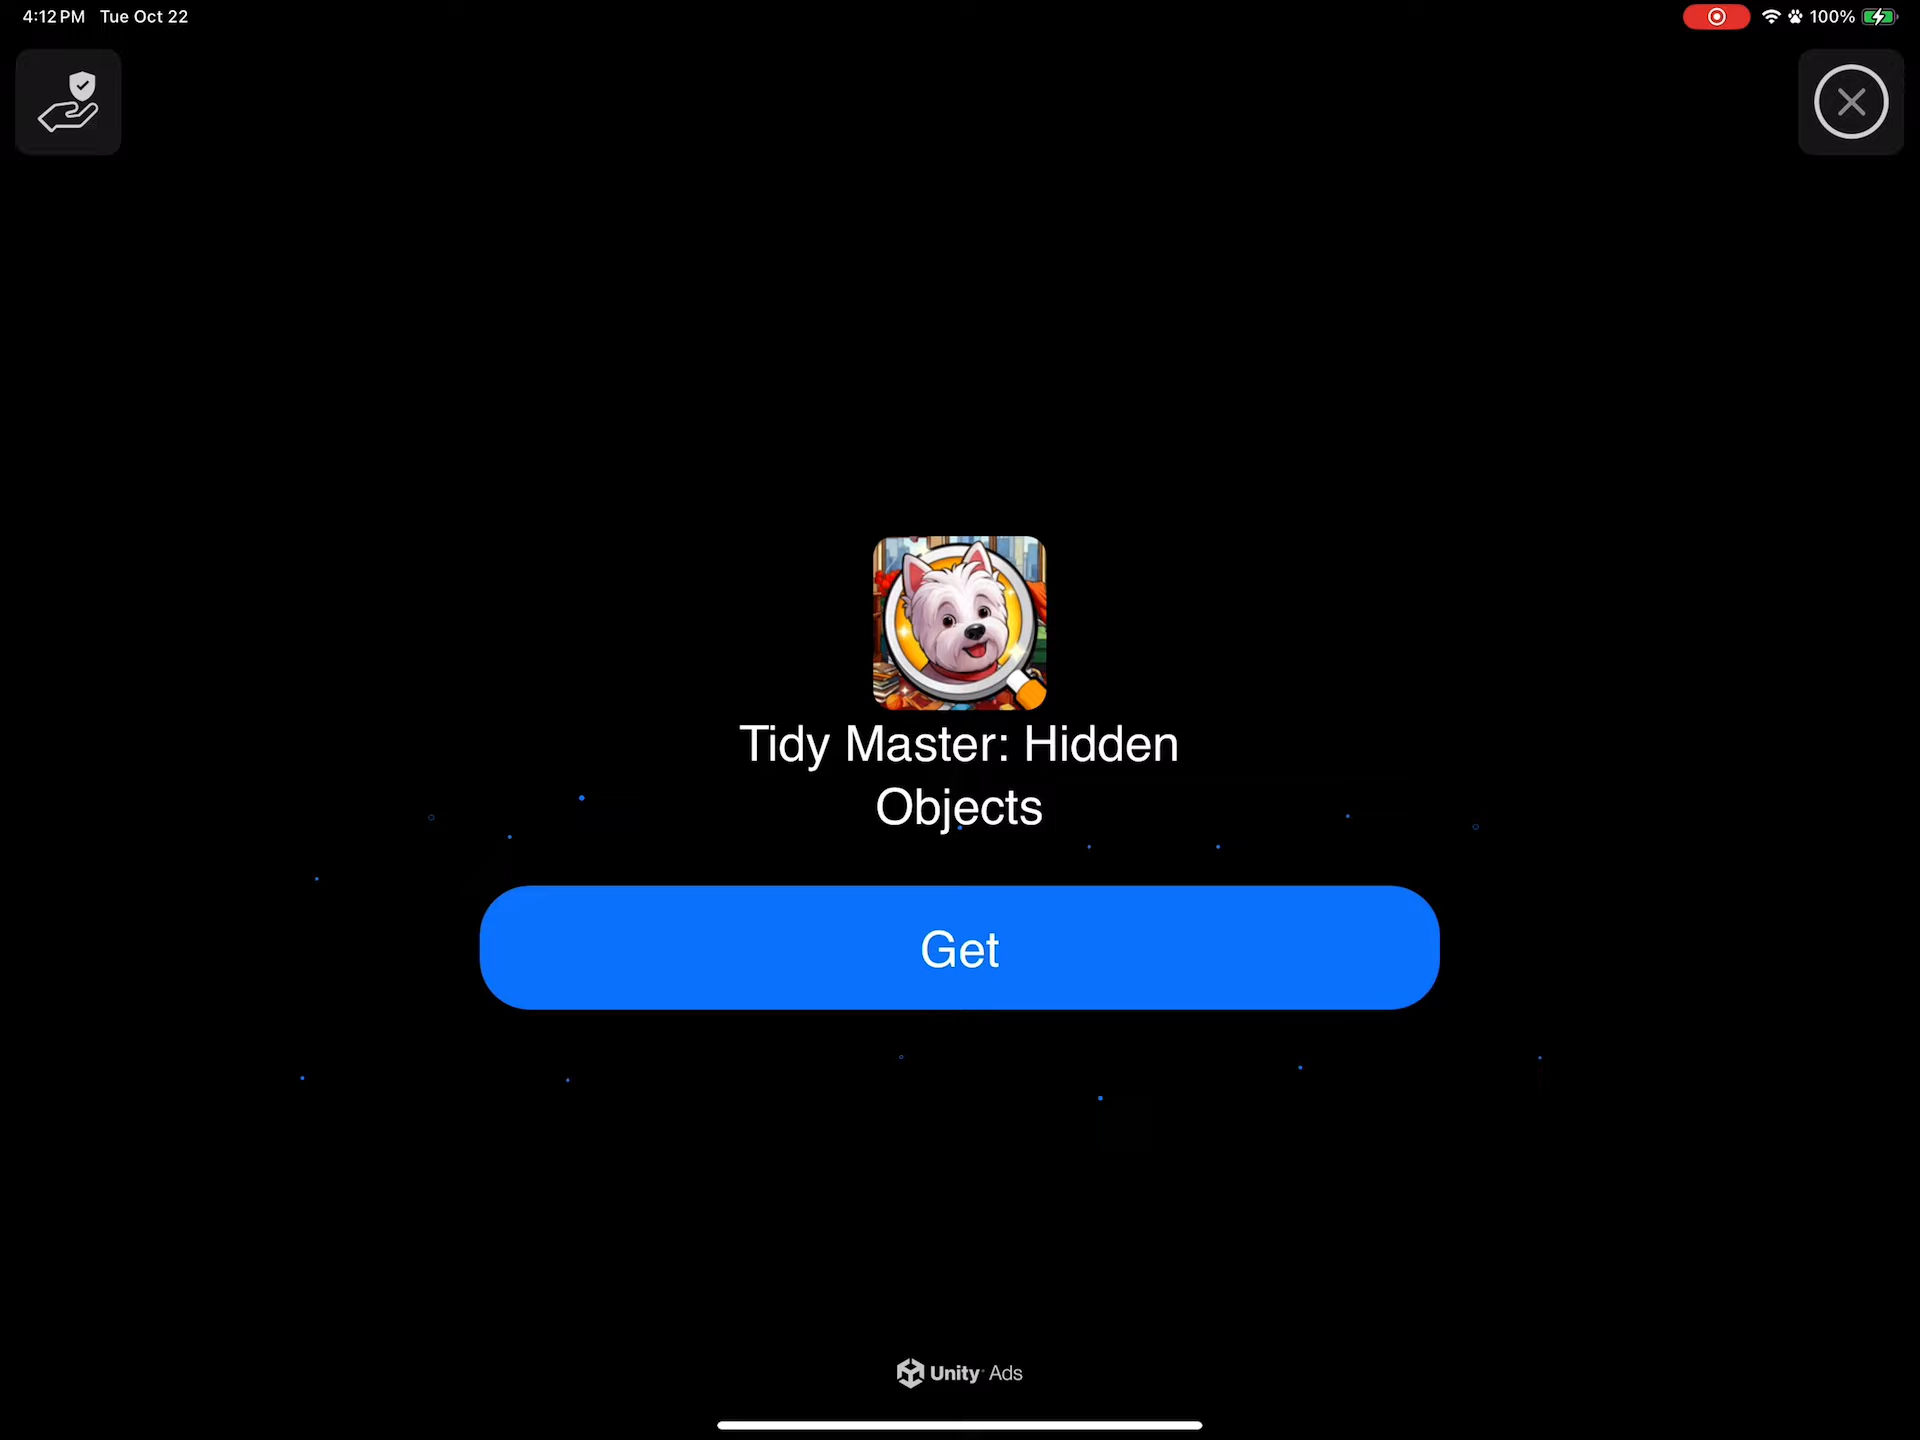 4:12 PM Tue Oct 22
100%
Tidy Master: Hidden
Objects
Get
Unity Ads